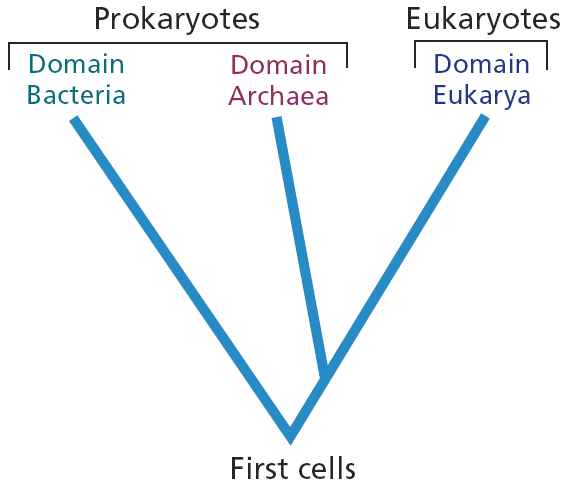 Prokaryotes
Eukaryotes
Domain
Bacteria
Domain
Archaea
Domain
Eukarya
First cells